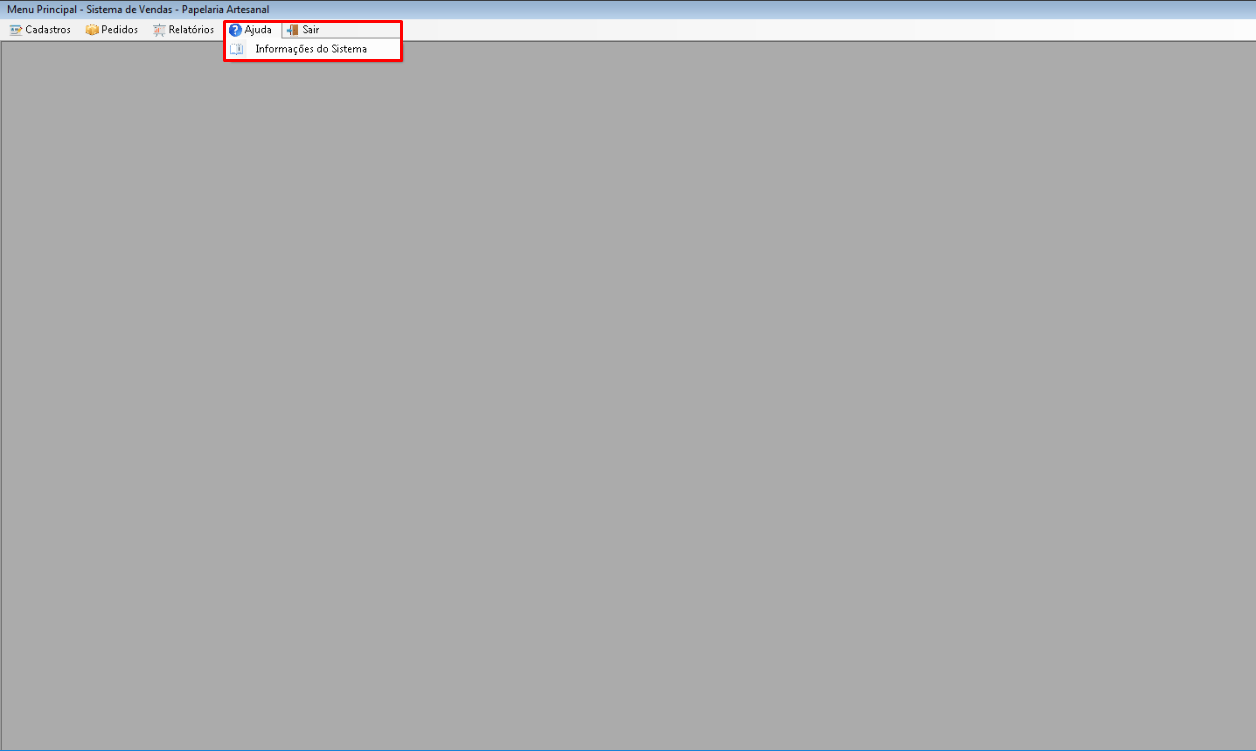 Menu Principal - Sistema de Vendas - Papelaria Artesanal
Cadastros Pedidos Relatórios Ajuda Sair
Informações do Sistema